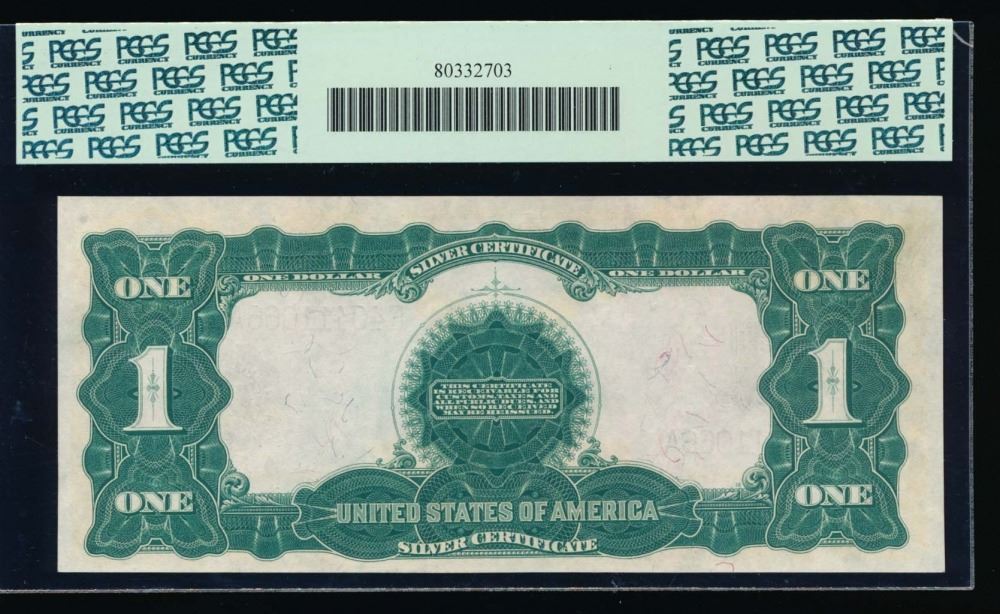 PCGS CURRENCY
80332703
SILVER CERTIFICATE
ONE DOLLAR ONE DOLLAR
ONE ONE
1 1
THIS CERTIFICATE
IS RECEIVABLE FOR
CUSTOMS, TAXES AND
ALL PUBLIC DUES AND
WHEN SO RECEIVED
MAY BE REISSUED.
ONE ONE
UNITED STATES OF AMERICA
SILVER CERTIFICATE